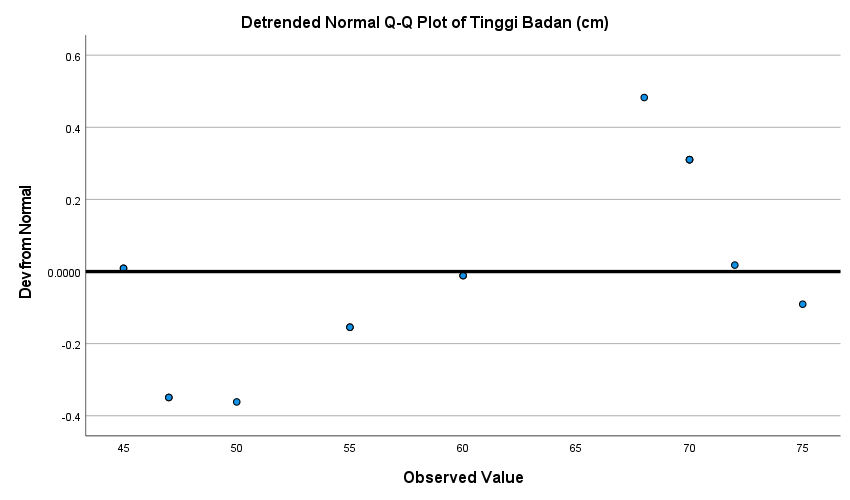 Detrended Normal Q-Q Plot of Tinggi Badan (cm)
0.6
0.4
0.2
0.0000
-0.2
-0.4
Dev from Normal
45 50 55 60 65 70 75
Observed Value